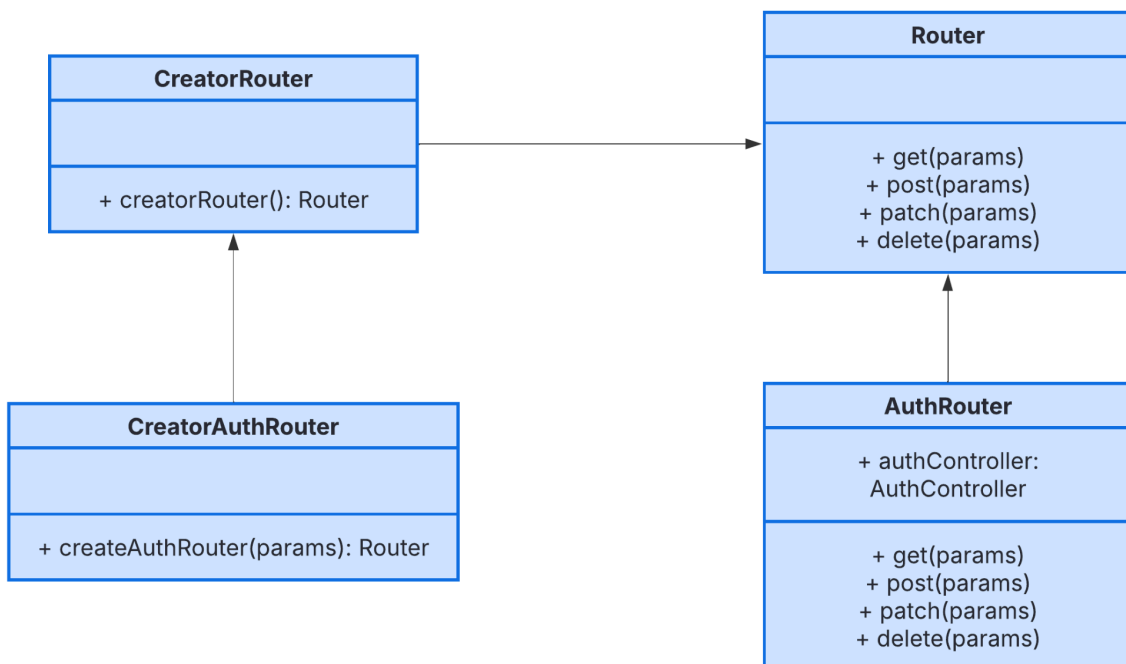 CreatorRouter
+ creatorRouter(): Router
Router
+ get(params)
+ post(params)
+ patch(params)
+ delete(params)
CreatorAuthRouter
+ createAuthRouter(params): Router
AuthRouter
+ authController:
AuthController
+ get(params)
+ post(params)
+ patch(params)
+ delete(params)